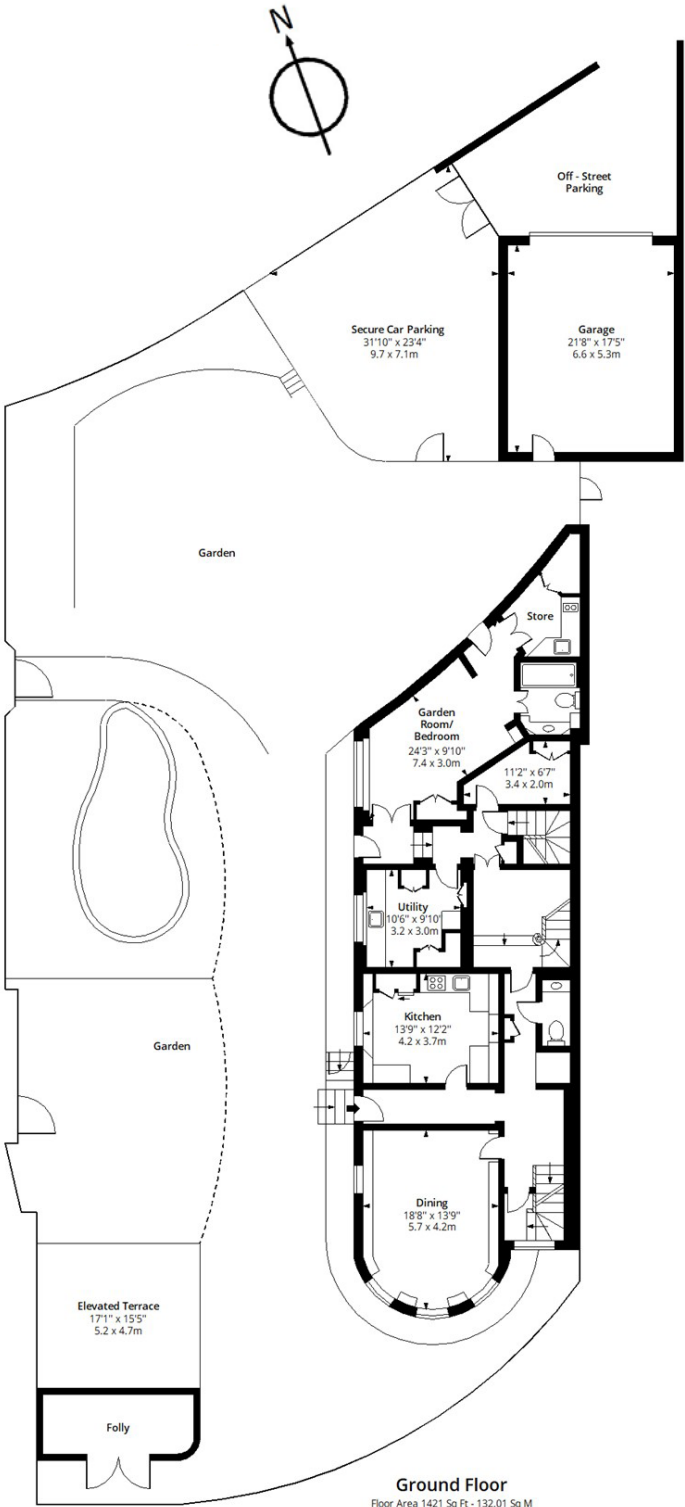 N
Off - Street
Parking
Secure Car Parking
31'10" x 23'4"
9.7 x 7.1m
Garage
21'8" x 17'5"
6.6 x 5.3m
Garden
Store
Garden
Room/
Bedroom
24'3" x 9'10"
7.4 x 3.0m
11'2" x 6'7"
3.4 x 2.0m
Utility
10'6" x 9'10"
3.2 x 3.0m
Kitchen
13'9" x 12'2"
4.2 x 3.7m
Garden
Dining
18'8" x 13'9"
5.7 x 4.2m
Elevated Terrace
17'1" x 15'5"
5.2 x 4.7m
Folly
Ground Floor
Floor Area 1421 Sq Ft - 132.01 Sq M